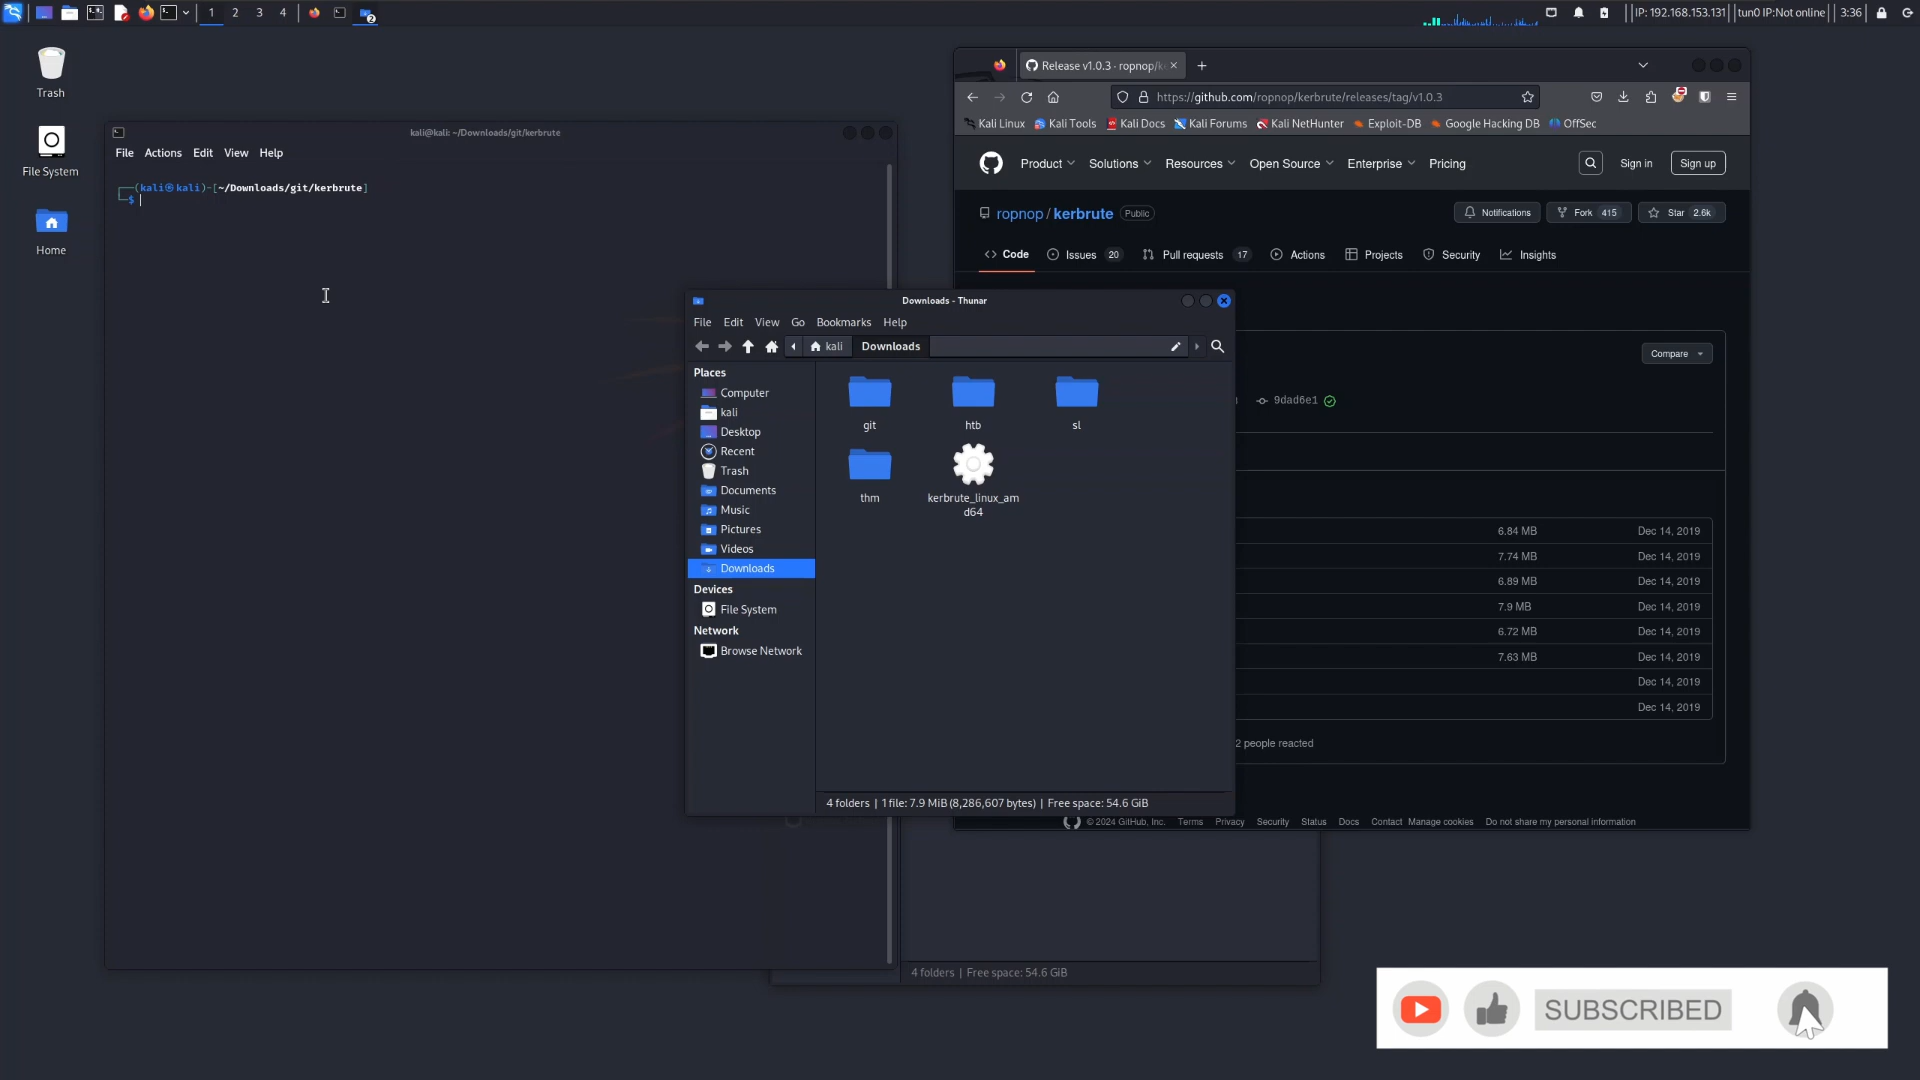 1 2 3 4
IP: 192.168.153.131 tun0 IP:Not online 3:36
Trash
File System
Home
kali@kali: ~/Downloads/git/kerbrute
File Actions Edit View Help
┌──(kali㉿kali)-[~/Downloads/git/kerbrute]
└─$
Release v1.0.3 · ropnop/k
https://github.com/ropnop/kerbrute/releases/tag/v1.0.3
Kali Linux Kali Tools Kali Docs Kali Forums Kali NetHunter Exploit-DB Google Hacking DB OffSec
Product Solutions Resources Open Source Enterprise Pricing Sign in Sign up
ropnop / kerbrute Public Notifications Fork 415 Star 2.6k
Code Issues 20 Pull requests 17 Actions Projects Security Insights
Compare
9dad6e1
6.84 MB Dec 14, 2019
7.74 MB Dec 14, 2019
6.89 MB Dec 14, 2019
7.9 MB Dec 14, 2019
6.72 MB Dec 14, 2019
7.63 MB Dec 14, 2019
Dec 14, 2019
Dec 14, 2019
2 people reacted
© 2024 GitHub, Inc. Terms Privacy Security Status Docs Contact Manage cookies Do not share my personal information
Downloads - Thunar
File Edit View Go Bookmarks Help
kali Downloads
Places
Computer
kali
Desktop
Recent
Trash
Documents
Music
Pictures
Videos
Downloads
Devices
File System
Network
Browse Network
git htb sl
thm kerbrute_linux_am
d64
4 folders | 1 file: 7.9 MiB (8,286,607 bytes) | Free space: 54.6 GiB
4 folders | Free space: 54.6 GiB
SUBSCRIBED